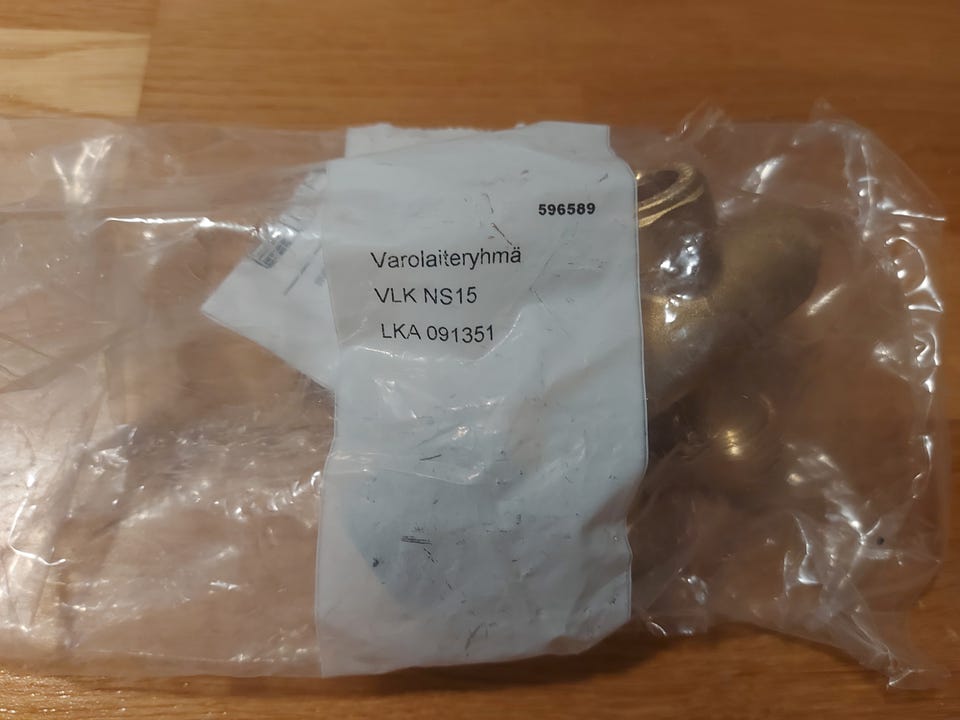 596589
Varolaiteryhmä
VLK NS15
LKA 091351